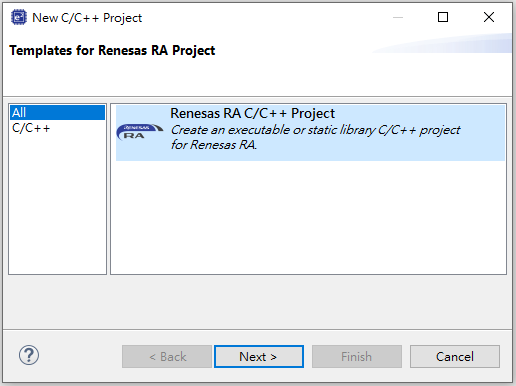 New C/C++ Project
Templates for Renesas RA Project
All
C/C++
RENESAS
RA
Renesas RA C/C++ Project
Create an executable or static library C/C++ project
for Renesas RA.
?
< Back
Next >
Finish
Cancel